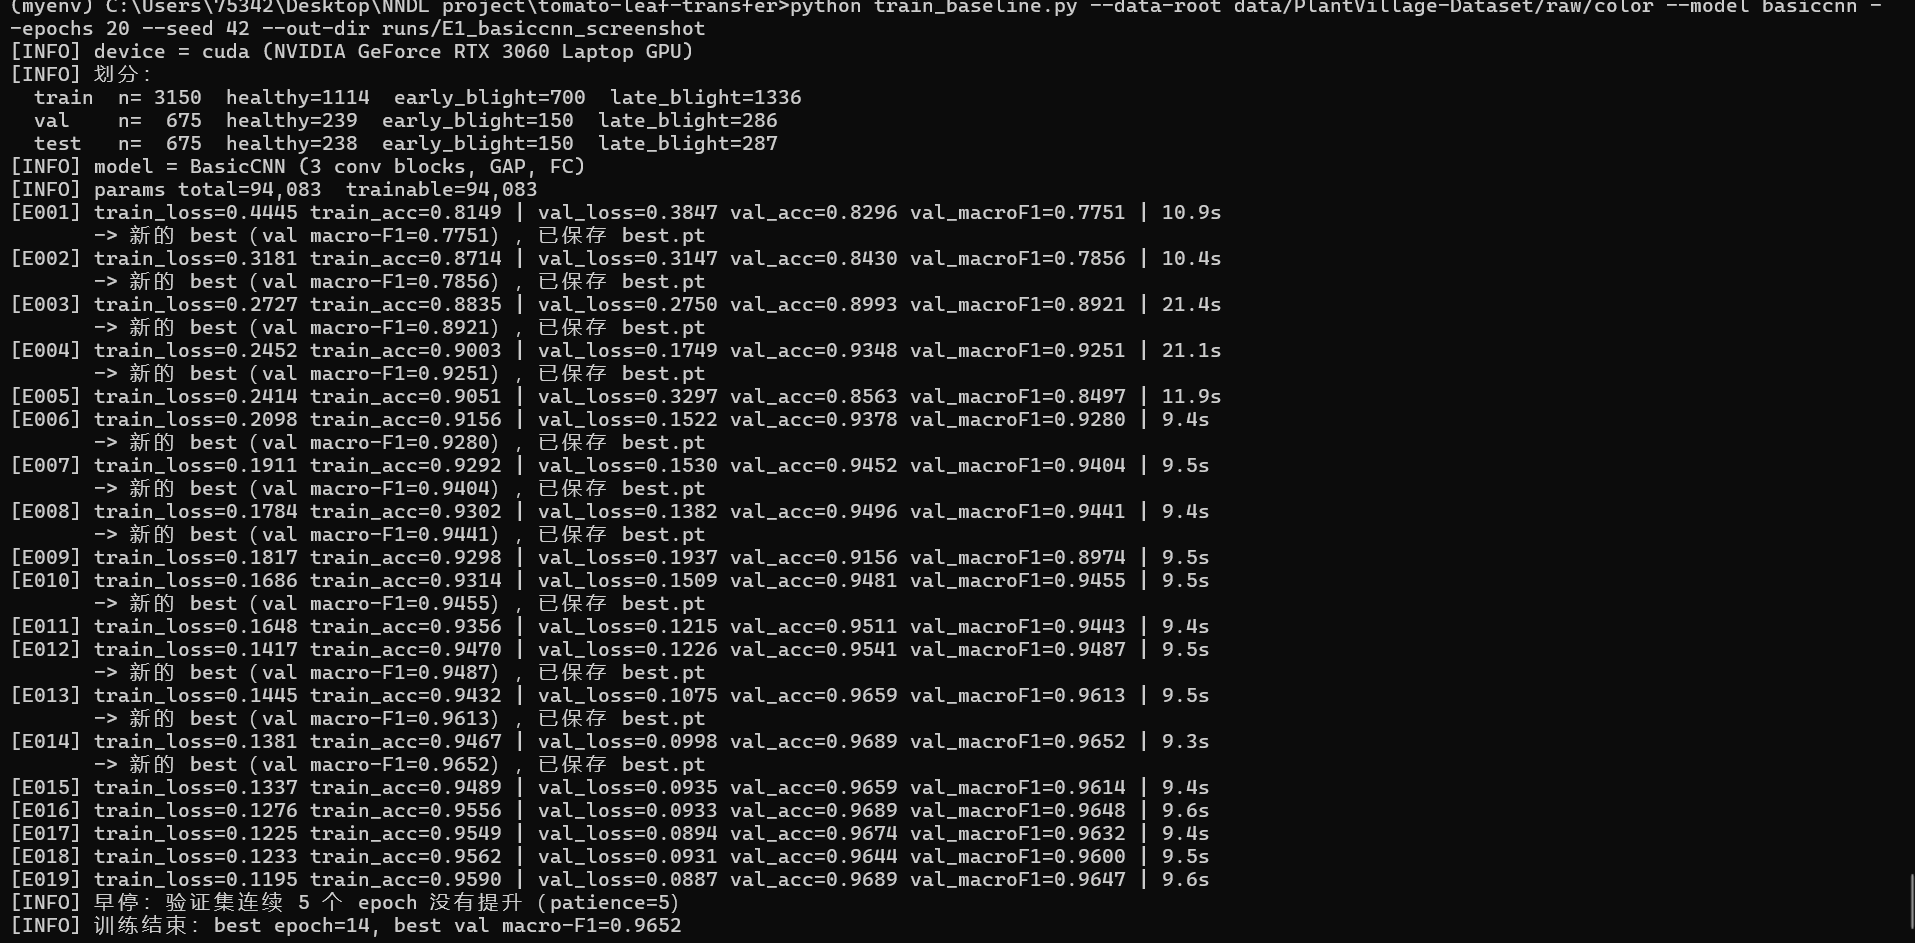 (myenv) C:\Users\75342\Desktop\NNDL project\tomato-leaf-transfer>python train_baseline.py --data-root data/PlantVillage-Dataset/raw/color --model basiccnn -
-epochs 20 --seed 42 --out-dir runs/E1_basiccnn_screenshot
[INFO] device = cuda (NVIDIA GeForce RTX 3060 Laptop GPU)
[INFO] 划分:
train n= 3150 healthy=1114 early_blight=700 late_blight=1336
val n= 675 healthy=239 early_blight=150 late_blight=286
test n= 675 healthy=238 early_blight=150 late_blight=287
[INFO] model = BasicCNN (3 conv blocks, GAP, FC)
[INFO] params total=94,083 trainable=94,083
[E001] train_loss=0.4445 train_acc=0.8149 | val_loss=0.3847 val_acc=0.8296 val_macroF1=0.7751 | 10.9s
-> 新的 best (val macro-F1=0.7751) , 已保存 best.pt
[E002] train_loss=0.3181 train_acc=0.8714 | val_loss=0.3147 val_acc=0.8430 val_macroF1=0.7856 | 10.4s
-> 新的 best (val macro-F1=0.7856) , 已保存 best.pt
[E003] train_loss=0.2727 train_acc=0.8835 | val_loss=0.2750 val_acc=0.8993 val_macroF1=0.8921 | 21.4s
-> 新的 best (val macro-F1=0.8921) , 已保存 best.pt
[E004] train_loss=0.2452 train_acc=0.9003 | val_loss=0.1749 val_acc=0.9348 val_macroF1=0.9251 | 21.1s
-> 新的 best (val macro-F1=0.9251) , 已保存 best.pt
[E005] train_loss=0.2414 train_acc=0.9051 | val_loss=0.3297 val_acc=0.8563 val_macroF1=0.8497 | 11.9s
[E006] train_loss=0.2098 train_acc=0.9156 | val_loss=0.1522 val_acc=0.9378 val_macroF1=0.9280 | 9.4s
-> 新的 best (val macro-F1=0.9280) , 已保存 best.pt
[E007] train_loss=0.1911 train_acc=0.9292 | val_loss=0.1530 val_acc=0.9452 val_macroF1=0.9404 | 9.5s
-> 新的 best (val macro-F1=0.9404) , 已保存 best.pt
[E008] train_loss=0.1784 train_acc=0.9302 | val_loss=0.1382 val_acc=0.9496 val_macroF1=0.9441 | 9.4s
-> 新的 best (val macro-F1=0.9441) , 已保存 best.pt
[E009] train_loss=0.1817 train_acc=0.9298 | val_loss=0.1937 val_acc=0.9156 val_macroF1=0.8974 | 9.5s
[E010] train_loss=0.1686 train_acc=0.9314 | val_loss=0.1509 val_acc=0.9481 val_macroF1=0.9455 | 9.5s
-> 新的 best (val macro-F1=0.9455) , 已保存 best.pt
[E011] train_loss=0.1648 train_acc=0.9356 | val_loss=0.1215 val_acc=0.9511 val_macroF1=0.9443 | 9.4s
[E012] train_loss=0.1417 train_acc=0.9470 | val_loss=0.1226 val_acc=0.9541 val_macroF1=0.9487 | 9.5s
-> 新的 best (val macro-F1=0.9487) , 已保存 best.pt
[E013] train_loss=0.1445 train_acc=0.9432 | val_loss=0.1075 val_acc=0.9659 val_macroF1=0.9613 | 9.5s
-> 新的 best (val macro-F1=0.9613) , 已保存 best.pt
[E014] train_loss=0.1381 train_acc=0.9467 | val_loss=0.0998 val_acc=0.9689 val_macroF1=0.9652 | 9.3s
-> 新的 best (val macro-F1=0.9652) , 已保存 best.pt
[E015] train_loss=0.1337 train_acc=0.9489 | val_loss=0.0935 val_acc=0.9659 val_macroF1=0.9614 | 9.4s
[E016] train_loss=0.1276 train_acc=0.9556 | val_loss=0.0933 val_acc=0.9689 val_macroF1=0.9648 | 9.6s
[E017] train_loss=0.1225 train_acc=0.9549 | val_loss=0.0894 val_acc=0.9674 val_macroF1=0.9632 | 9.4s
[E018] train_loss=0.1233 train_acc=0.9562 | val_loss=0.0931 val_acc=0.9644 val_macroF1=0.9600 | 9.5s
[E019] train_loss=0.1195 train_acc=0.9590 | val_loss=0.0887 val_acc=0.9689 val_macroF1=0.9647 | 9.6s
[INFO] 早停: 验证集连续 5 个 epoch 没有提升 (patience=5)
[INFO] 训练结束: best epoch=14, best val macro-F1=0.9652